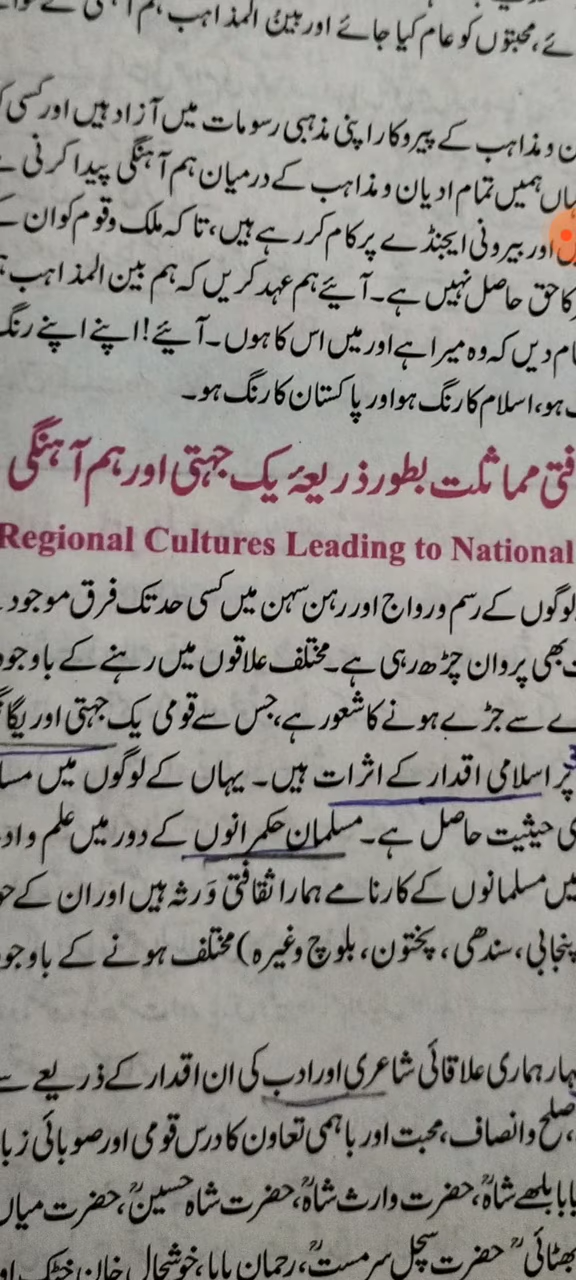 ئے، محبتوں کو عام کیا جائے اور بین المذاہب ہم
ن و مذاہب کے پیروکار اپنی مذہبی رسومات میں آزاد ہیں اور کسی
ہاں ہمیں تمام ادیان و مذاہب کے درمیان ہم آہنگی پیدا کرنی
اور بیرونی ایجنڈے پر کام کر رہے ہیں، تاکہ ملک و قوم کو ان
کا حق حاصل نہیں ہے۔ آیئے ہم عہد کریں کہ ہم بین المذاہب
ام دیں کہ وہ میرا ہے اور میں اس کا ہوں۔ آیئے! اپنے اپنے رنگ
ہو، اسلام کا رنگ ہو اور پاکستان کا رنگ ہو۔
فتی مماثلت بطور ذریعۂ یک جہتی اور ہم آہنگی
Regional Cultures Leading to National
لوگوں کے رسم و رواج اور رہن سہن میں کسی حد تک فرق موجود
بھی پروان چڑھ رہی ہے۔ مختلف علاقوں میں رہنے کے باوجود
ے سے جڑے ہونے کا شعور ہے، جس سے قومی یک جہتی اور یگا
پر اسلامی اقدار کے اثرات ہیں۔ یہاں کے لوگوں میں مسا
ی حیثیت حاصل ہے۔ مسلمان حکمرانوں کے دور میں علم و اد
میں مسلمانوں کے کارنامے ہمارا ثقافتی وَرثہ ہیں اور ان کے
پنجابی، سندھی، پختون، بلوچ وغیرہ) مختلف ہونے کے باوجو
ہار ہماری علاقائی شاعری اور ادب کی ان اقدار کے ذریعے سے
، صلح و انصاف، محبت اور باہمی تعاون کا درس قومی اور صوبائی زبا
بابا بلھے شاہؒ، حضرت وارث شاہؒ، حضرت شاہ حسینؒ، حضرت میاں
بھٹائیؒ حضرت سچل سرمستؒ، رحمان بابا، خوشحال خان خٹک اور